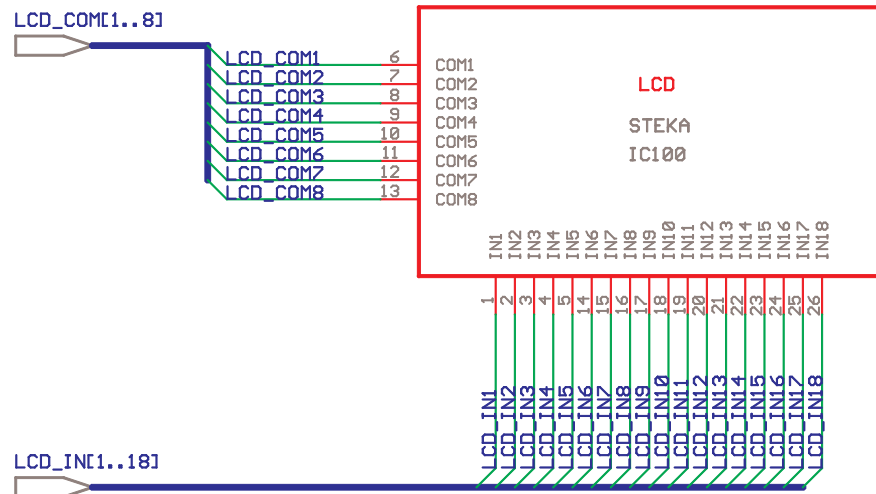 LCD_COM[1..8]
LCD_COM1 6 COM1
LCD_COM2 7 COM2
LCD_COM3 8 COM3
LCD_COM4 9 COM4
LCD_COM5 10 COM5
LCD_COM6 11 COM6
LCD_COM7 12 COM7
LCD_COM8 13 COM8
LCD
STEKA
IC100
IN1 IN2 IN3 IN4 IN5 IN6 IN7 IN8 IN9 IN10 IN11 IN12 IN13 IN14 IN15 IN16 IN17 IN18
1 2 3 4 5 14 15 16 17 18 19 20 21 22 23 24 25 26
LCD_IN1 LCD_IN2 LCD_IN3 LCD_IN4 LCD_IN5 LCD_IN6 LCD_IN7 LCD_IN8 LCD_IN9 LCD_IN10 LCD_IN11 LCD_IN12 LCD_IN13 LCD_IN14 LCD_IN15 LCD_IN16 LCD_IN17 LCD_IN18
LCD_IN[1..18]